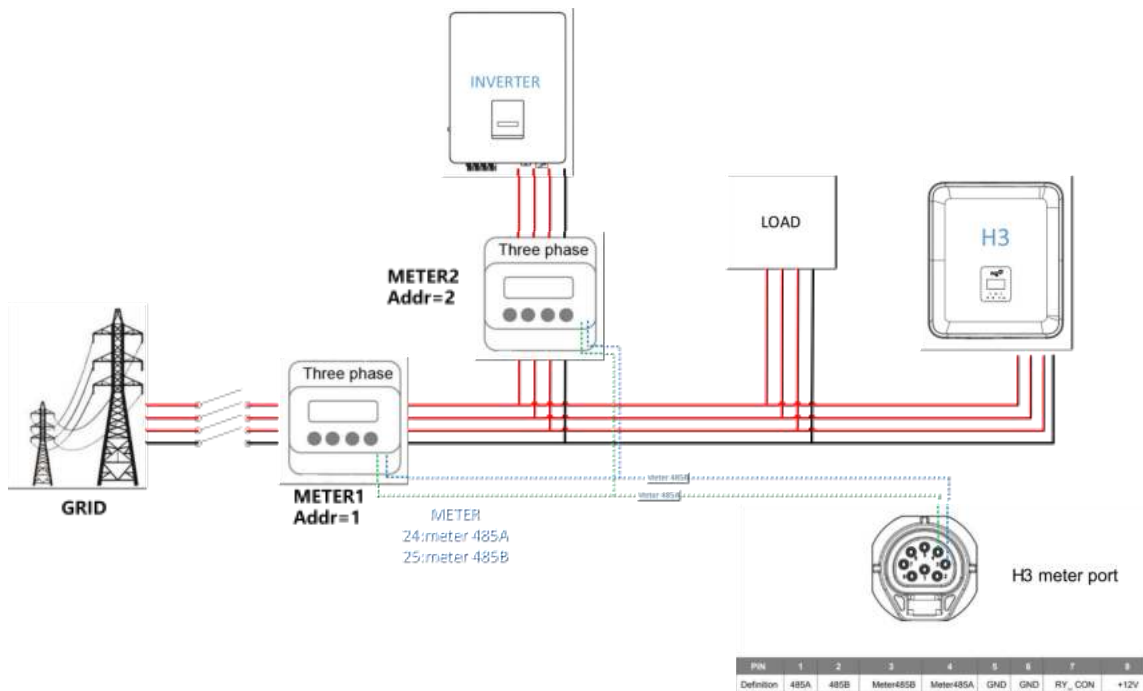 INVERTER
Three phase
METER2
Addr=2
LOAD
H3
Three phase
GRID
METER1
Addr=1
Meter 485B
Meter 485A
METER
24:meter 485A
25:meter 485B
H3 meter port
PIN 1 2 3 4 5 6 7 8
Definition 485A 485B Meter485B Meter485A GND GND RY_CON +12V